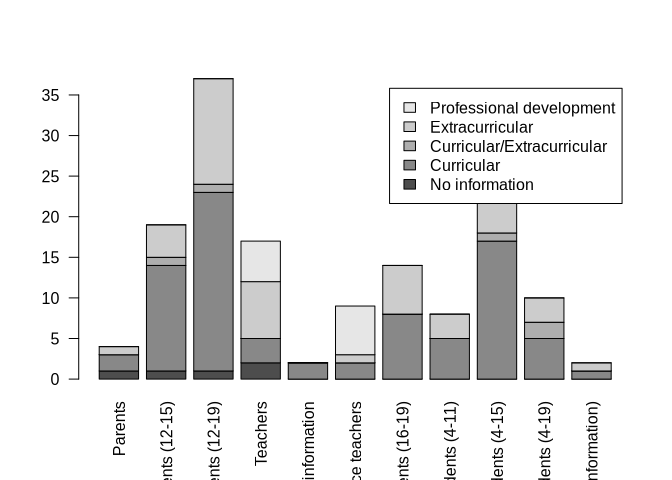 35
30
25
20
15
10
5
0
Professional development
Extracurricular
Curricular/Extracurricular
Curricular
No information
Parents
ents (12-15)
ents (12-19)
Teachers
information
ce teachers
ents (16-19)
dents (4-11)
dents (4-15)
dents (4-19)
nformation)